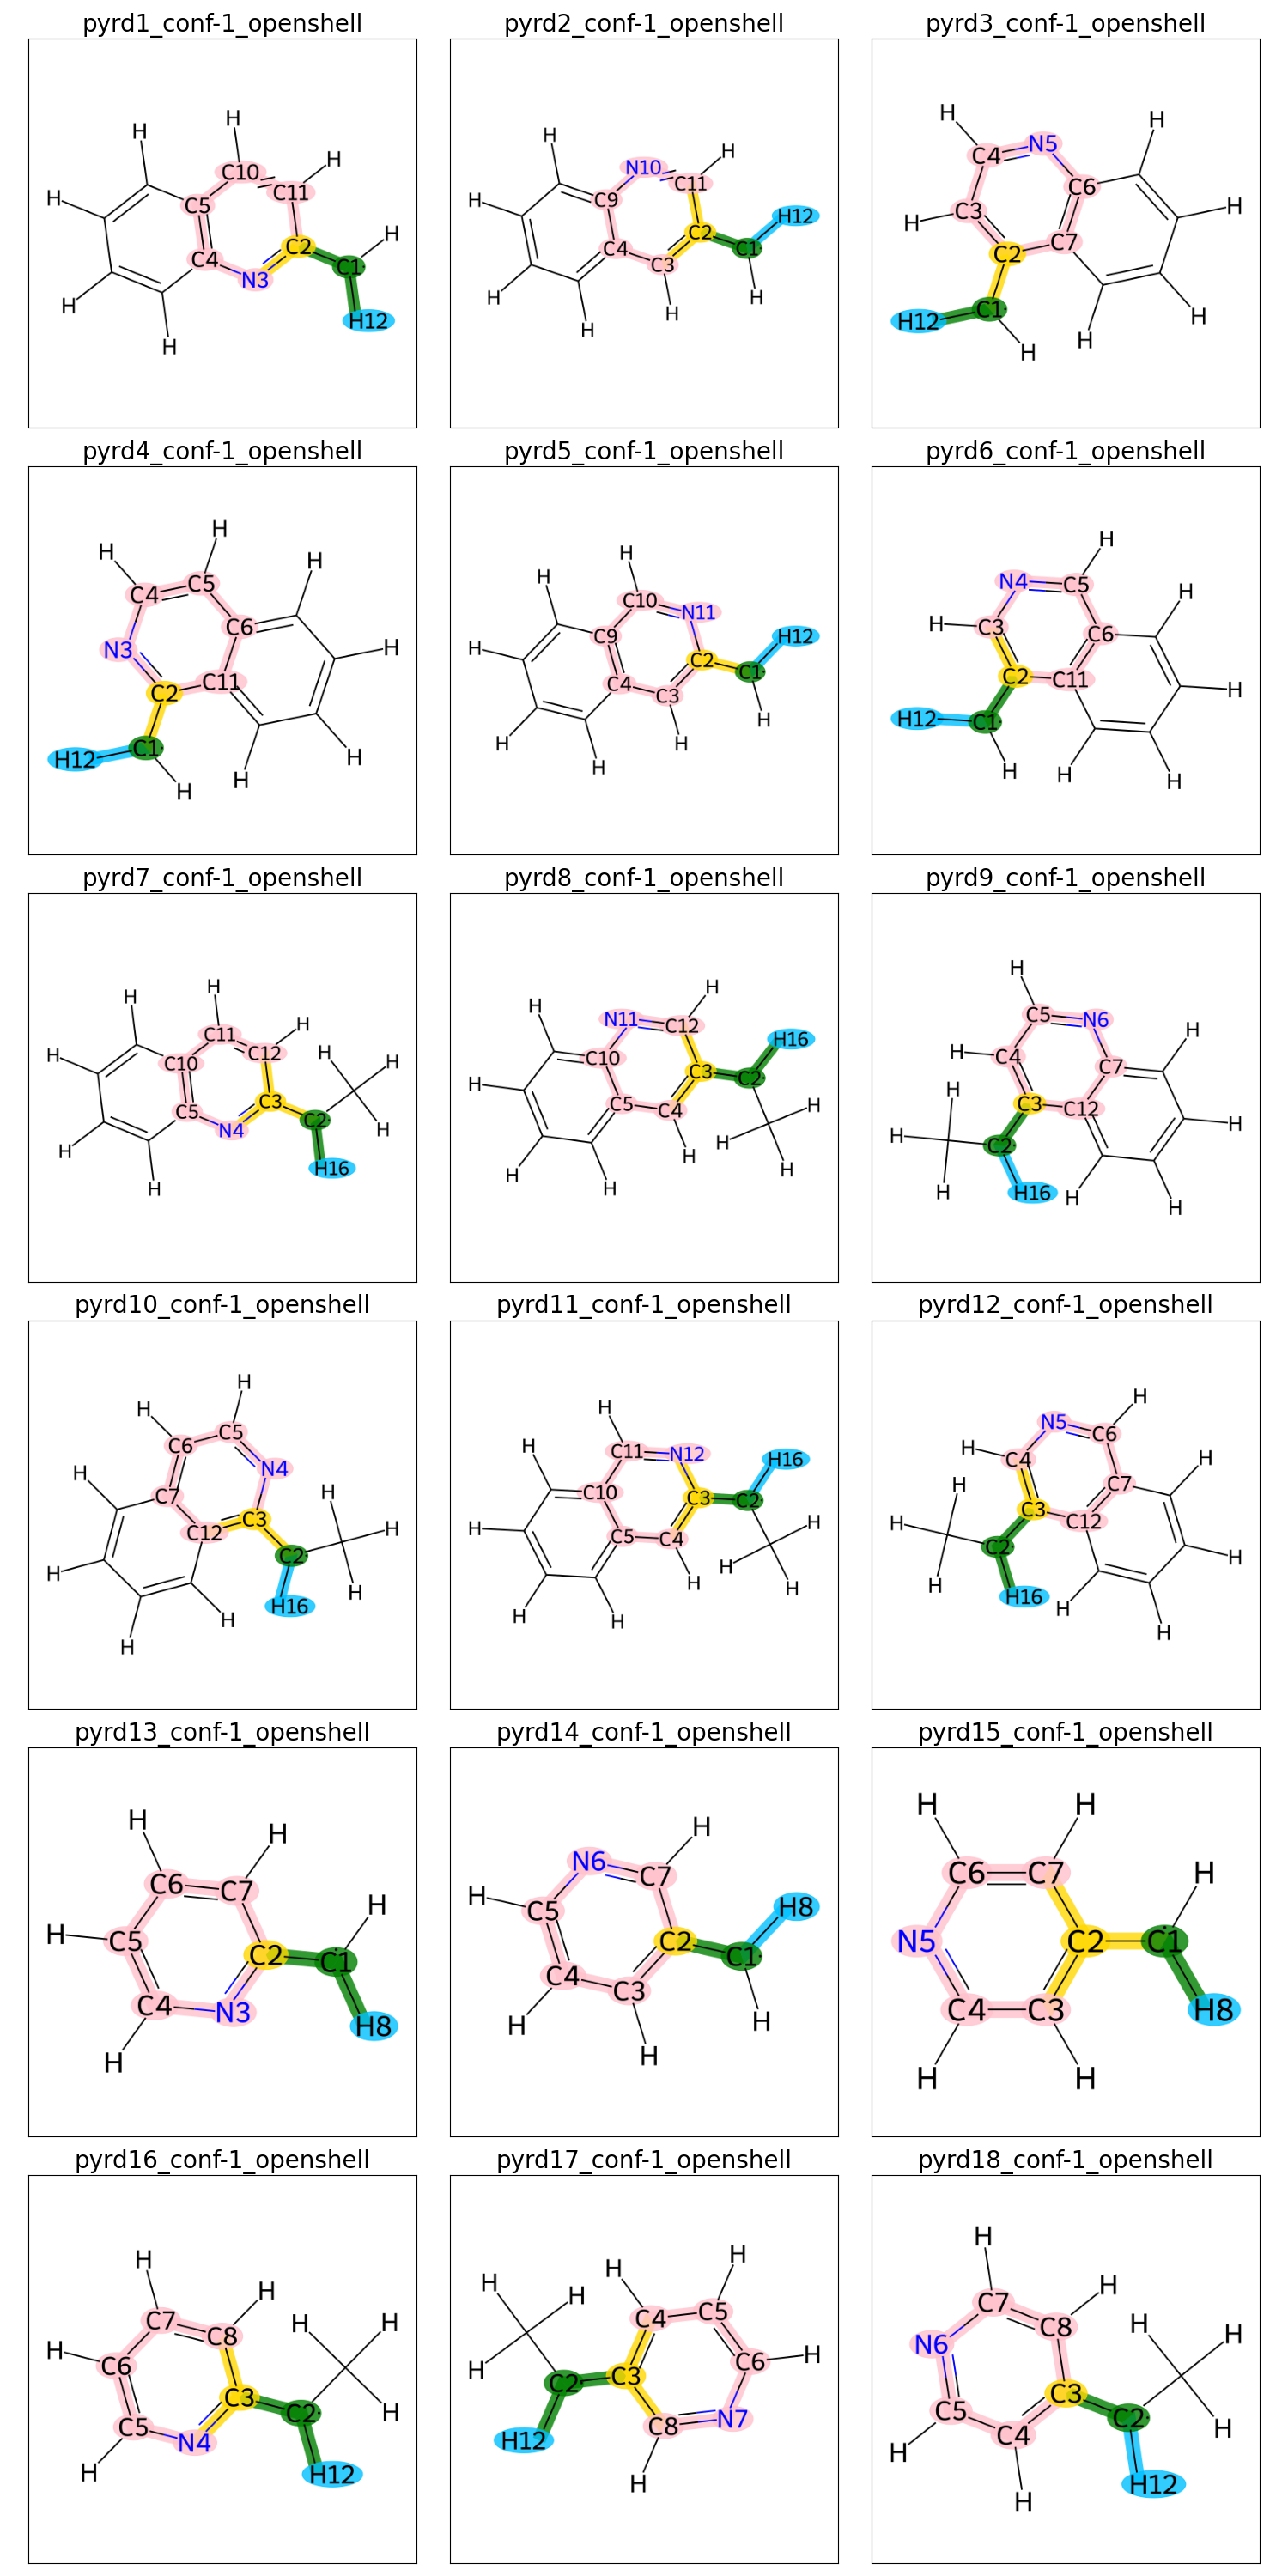 pyrd1_conf-1_openshell
pyrd2_conf-1_openshell
pyrd3_conf-1_openshell
H H H H C10 C11 C5 H C2 C4 C1· N3 H H12 H
H H N10 C11 H C9 H12 C2 C4 C1· C3 H H H H
H H N5 C4 C6 H C3 H C7 C2 C1· H12 H H H
pyrd4_conf-1_openshell
pyrd5_conf-1_openshell
pyrd6_conf-1_openshell
H H H C5 C4 C6 N3 H C11 C2 C1· H12 H H H
H H C10 N11 C9 H12 H C2 C1· C4 C3 H H H H
H N4 C5 H H C3 C6 C2 C11 H H12 C1· H H H
pyrd7_conf-1_openshell
pyrd8_conf-1_openshell
pyrd9_conf-1_openshell
H H H C11 H C12 H H C10 C3 C5 C2· N4 H H H16 H
H H N11 C12 H16 C10 C3 C2· H C5 C4 H H H H H H
H C5 N6 H H C4 C7 H C3 C12 H H C2· H H16 H H
pyrd10_conf-1_openshell
pyrd11_conf-1_openshell
pyrd12_conf-1_openshell
H H C5 C6 N4 H C7 H C3 H C12 C2· H H H16 H H
H H C11 N12 H16 C10 C3 C2· H C5 C4 H H H H H H
H N5 C6 H C4 H H C7 C3 C12 H C2· H H H16 H H
pyrd13_conf-1_openshell
pyrd14_conf-1_openshell
pyrd15_conf-1_openshell
H H C6 C7 H H C5 C2 C1· C4 N3 H8 H
H N6 C7 H H8 C5 C2 C1· C4 C3 H H H
H H C6 C7 H N5 C2 C1· C4 C3 H8 H H
pyrd16_conf-1_openshell
pyrd17_conf-1_openshell
pyrd18_conf-1_openshell
H H C7 C8 H H H C6 C3 C2· H C5 N4 H H12
H H H H C4 C5 H C6 H C3 C2· C8 N7 H12 H
H H C7 C8 H H N6 C3 C2· C5 C4 H H H12 H